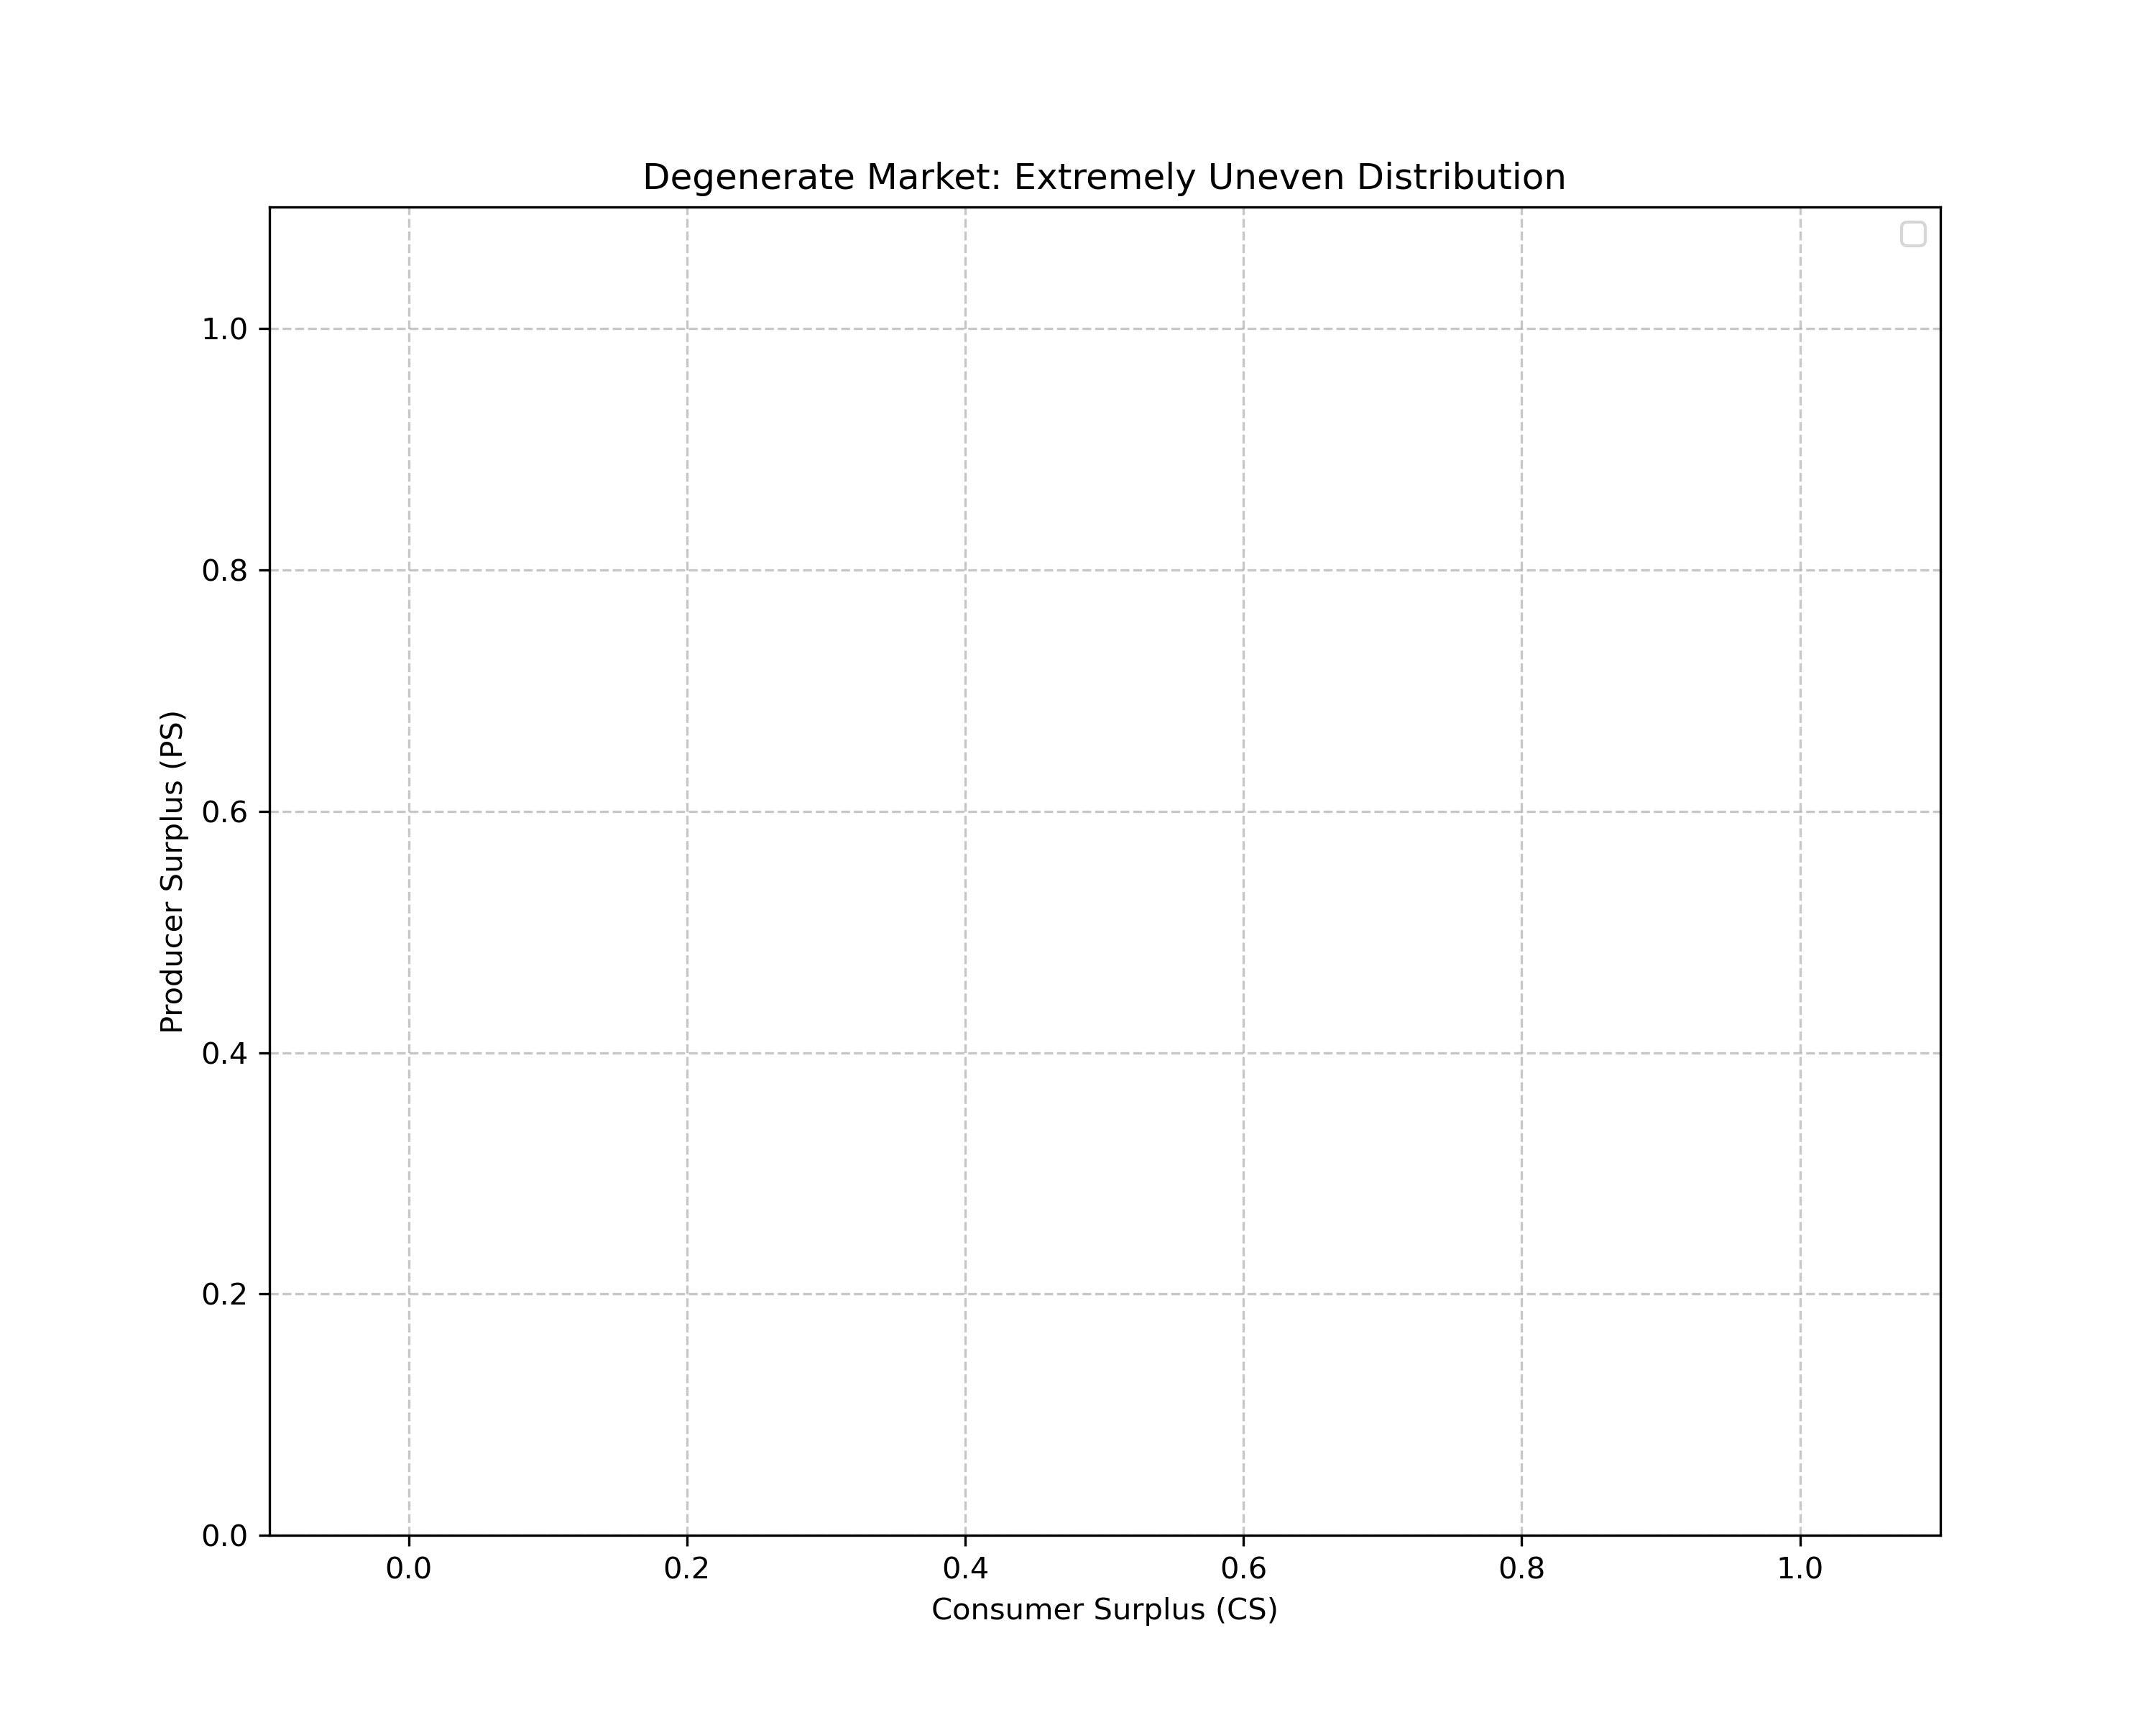 Degenerate Market: Extremely Uneven Distribution
Producer Surplus (PS)
1.0
0.8
0.6
0.4
0.2
0.0
0.0 0.2 0.4 0.6 0.8 1.0
Consumer Surplus (CS)